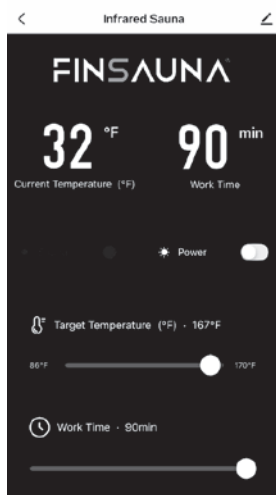 Infrared Sauna
FINSAUNA
32 °F 90 min
Current Temperature (°F) Work Time
Power
Target Temperature (°F) · 167°F
86°F 170°F
Work Time · 90min